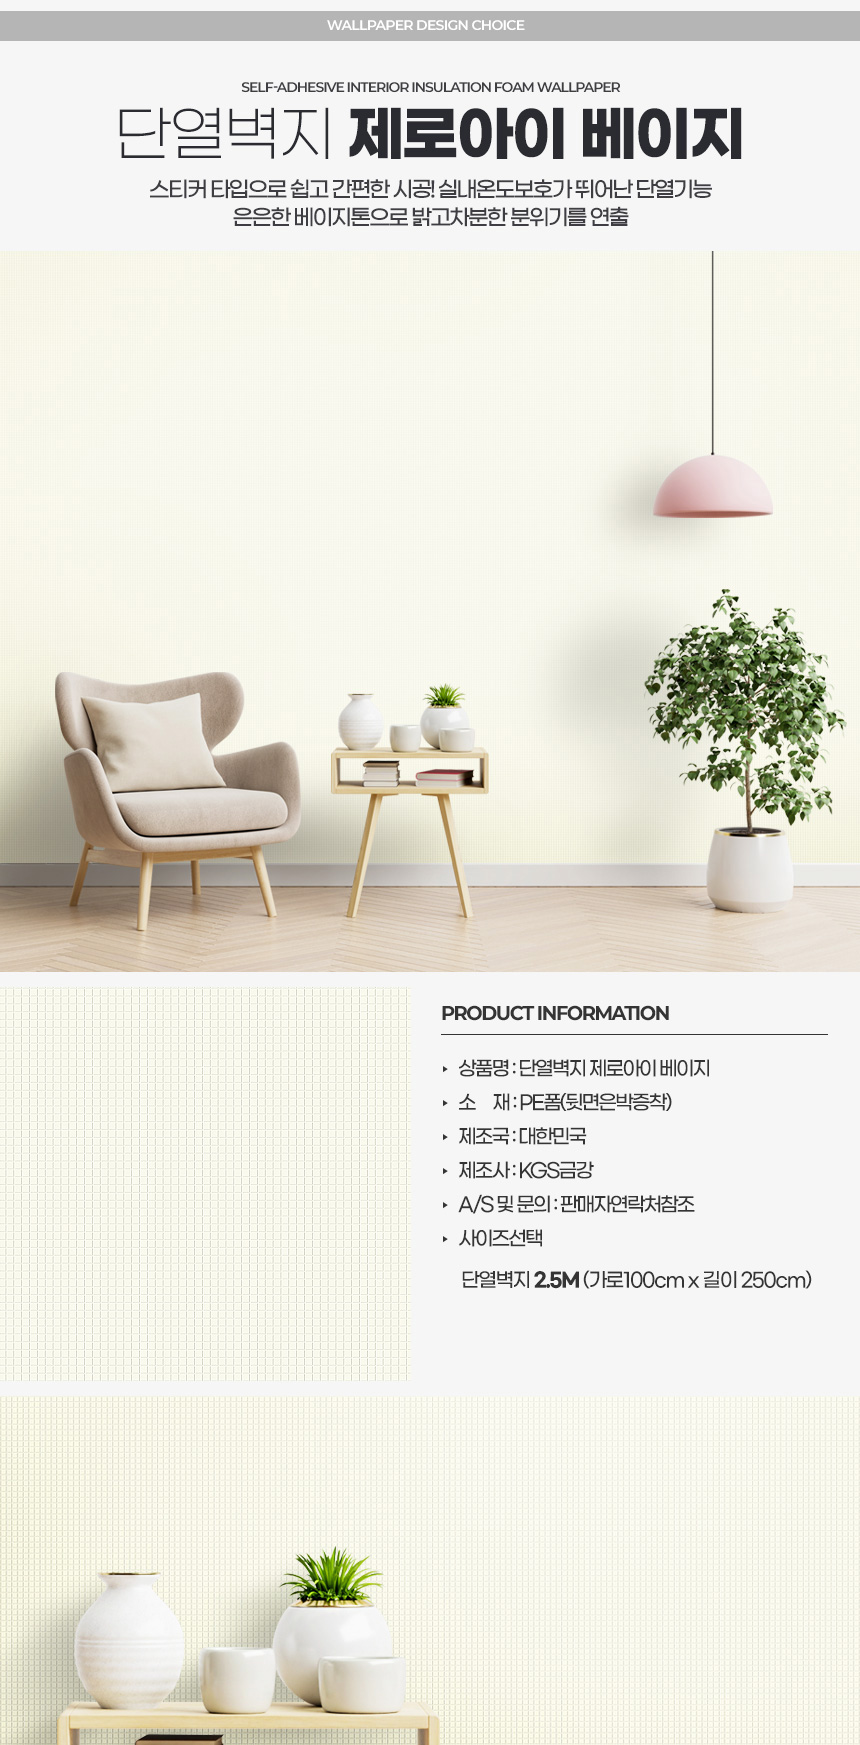 WALLPAPER DESIGN CHOICE
SELF-ADHESIVE INTERIOR INSULATION FOAM WALLPAPER
단열벽지 제로아이 베이지
스티커 타입으로 쉽고 간편한 시공! 실내온도보호가 뛰어난 단열기능
은은한 베이지톤으로 밝고차분한 분위기를 연출
PRODUCT INFORMATION
‣ 상품명 : 단열벽지 제로아이 베이지
‣ 소 재 : PE폼(뒷면은박증착)
‣ 제조국 : 대한민국
‣ 제조사 : KGS금강
‣ A/S 및 문의 : 판매자연락처참조
‣ 사이즈선택
단열벽지 2.5M (가로100cm x 길이 250cm)